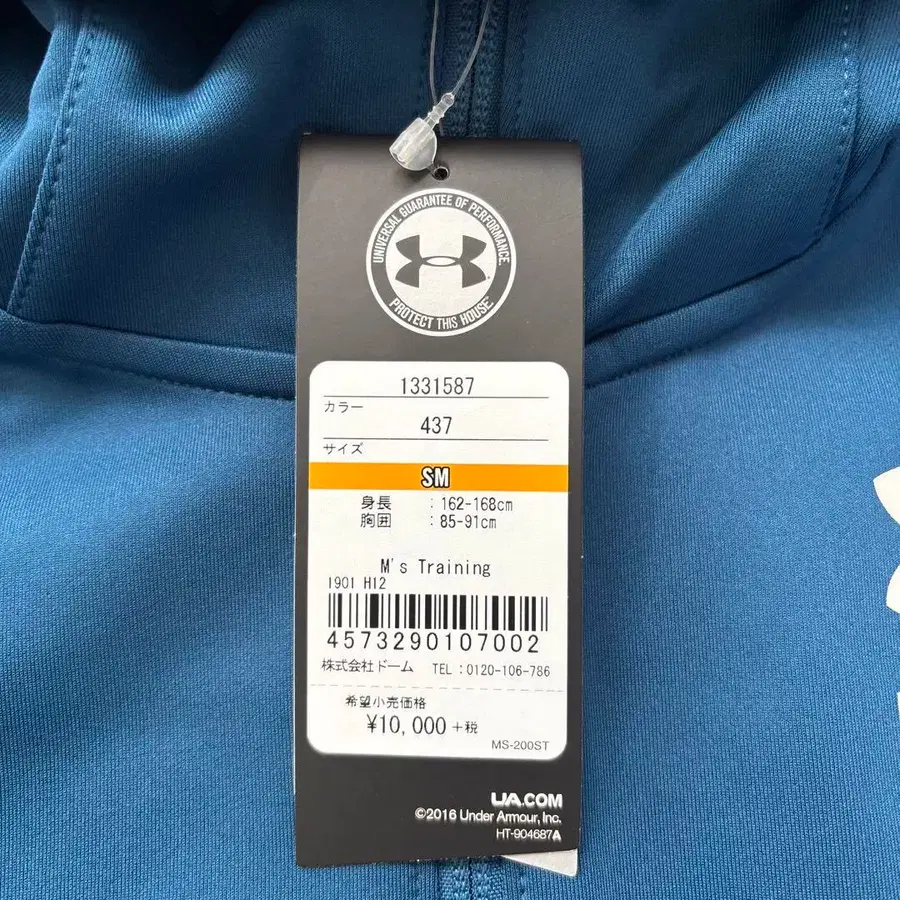 UNIVERSAL GUARANTEE OF PERFORMANCE.
PROTECT THIS HOUSE.
1331587
カラー
437
サイズ
SM
身長 : 162-168cm
胸囲 : 85-91cm
M's Training
1901 H12
4573290107002
株式会社ドーム TEL:0120-106-786
希望小売価格
¥10,000 +税
MS-200ST
UA.COM
©2016 Under Armour, Inc.
HT-904687A